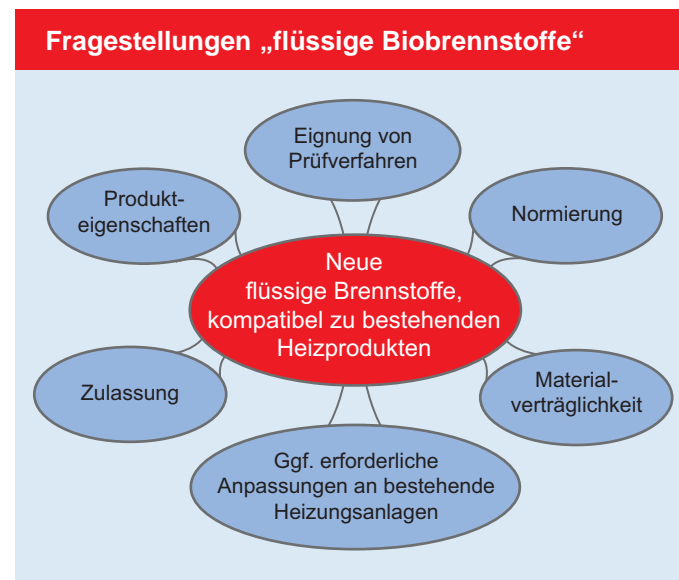 Fragestellungen „flüssige Biobrennstoffe“
Eignung von
Prüfverfahren
Produkt-
eigenschaften
Normierung
Neue
flüssige Brennstoffe,
kompatibel zu bestehenden
Heizprodukten
Zulassung
Material-
verträglichkeit
Ggf. erforderliche
Anpassungen an bestehende
Heizungsanlagen